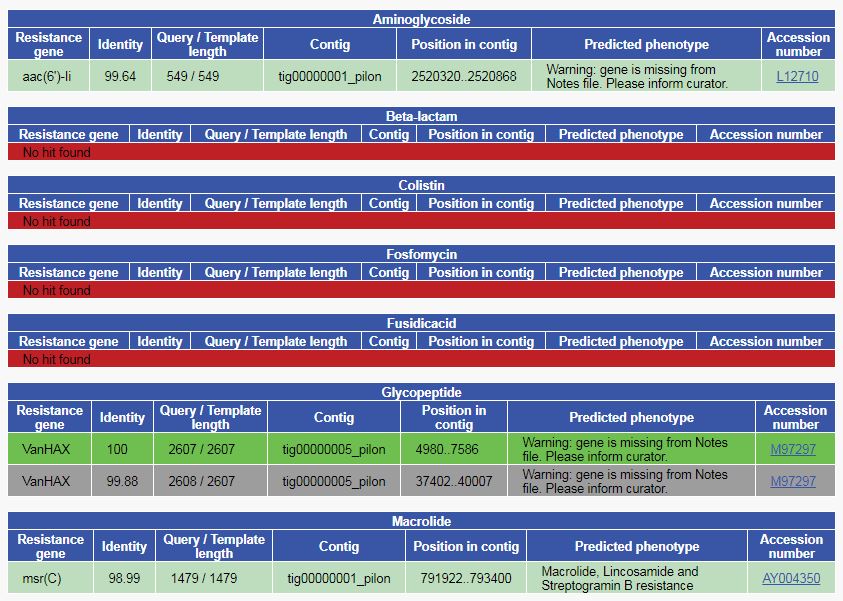 Aminoglycoside
Resistance gene Identity Query / Template length Contig Position in contig Predicted phenotype Accession number
aac(6')-Ii 99.64 549 / 549 tig00000001_pilon 2520320..2520868 Warning: gene is missing from Notes file. Please inform curator. L12710
Beta-lactam
Resistance gene Identity Query / Template length Contig Position in contig Predicted phenotype Accession number
No hit found
Colistin
Resistance gene Identity Query / Template length Contig Position in contig Predicted phenotype Accession number
No hit found
Fosfomycin
Resistance gene Identity Query / Template length Contig Position in contig Predicted phenotype Accession number
No hit found
Fusidicacid
Resistance gene Identity Query / Template length Contig Position in contig Predicted phenotype Accession number
No hit found
Glycopeptide
Resistance gene Identity Query / Template length Contig Position in contig Predicted phenotype Accession number
VanHAX 100 2607 / 2607 tig00000005_pilon 4980..7586 Warning: gene is missing from Notes file. Please inform curator. M97297
VanHAX 99.88 2608 / 2607 tig00000005_pilon 37402..40007 Warning: gene is missing from Notes file. Please inform curator. M97297
Macrolide
Resistance gene Identity Query / Template length Contig Position in contig Predicted phenotype Accession number
msr(C) 98.99 1479 / 1479 tig00000001_pilon 791922..793400 Macrolide, Lincosamide and Streptogramin B resistance AY004350